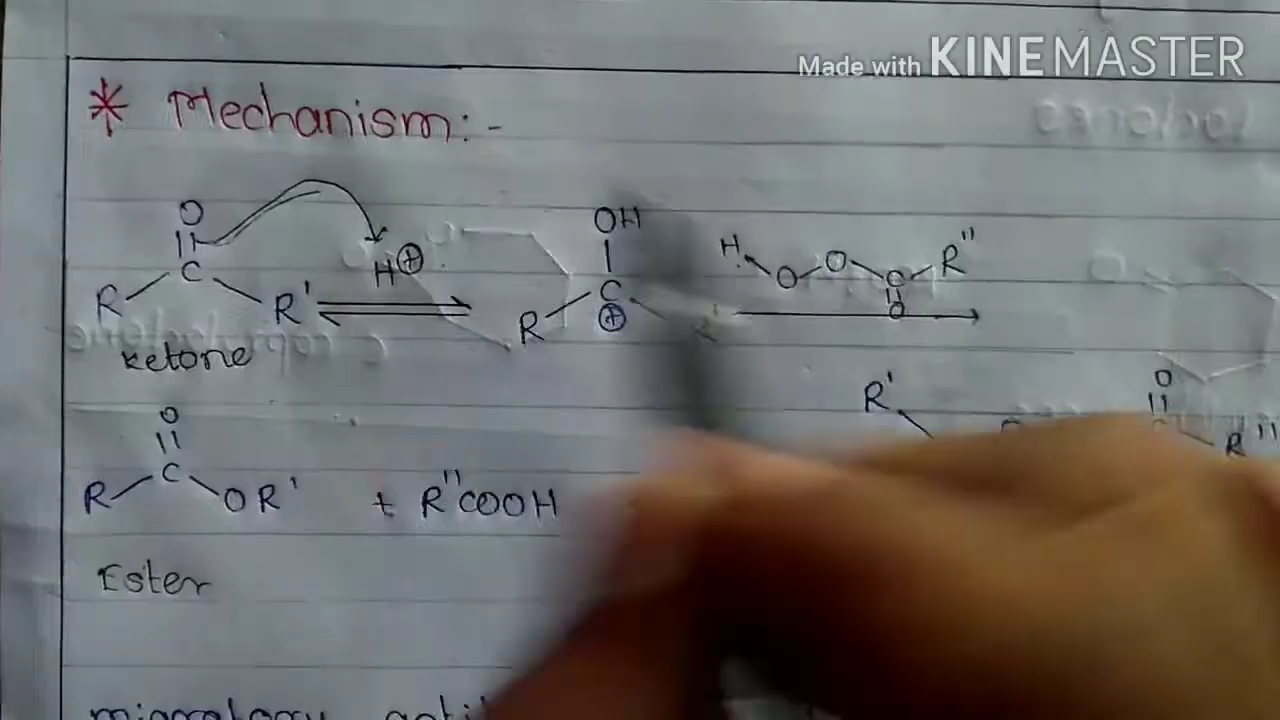 Made with KINEMASTER
* Mechanism:-
O
OH
H O O R"
C H⊕ C C
R R' R ⊕ R' O
ketone
R' O
O R"
C
R OR' + R"COOH
Ester